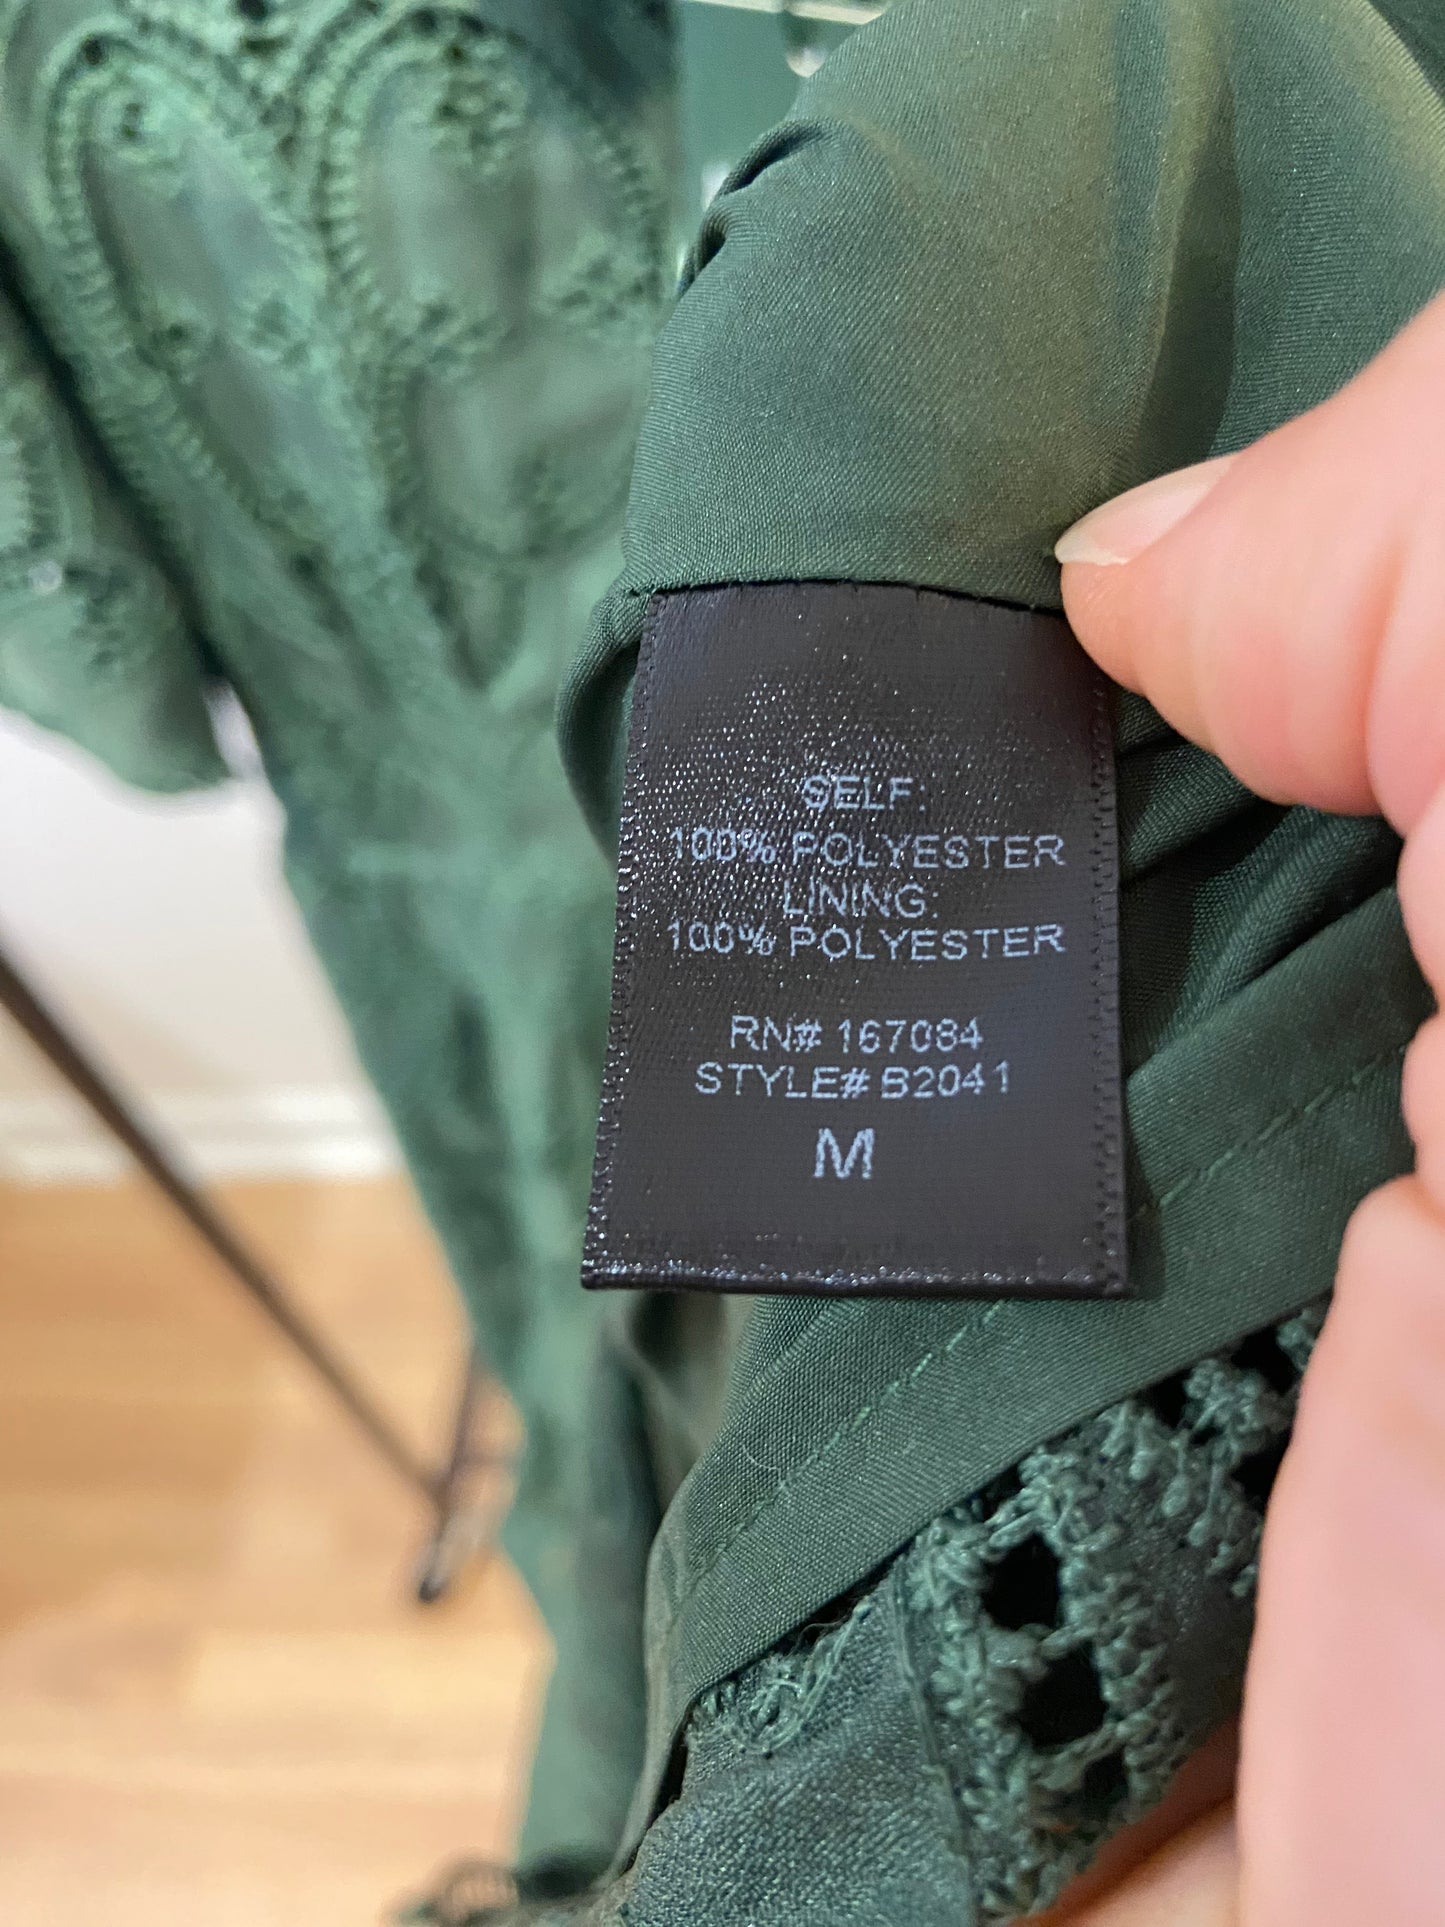 SELF:
100% POLYESTER
LINING:
100% POLYESTER
RN# 167084
STYLE# B2041
M